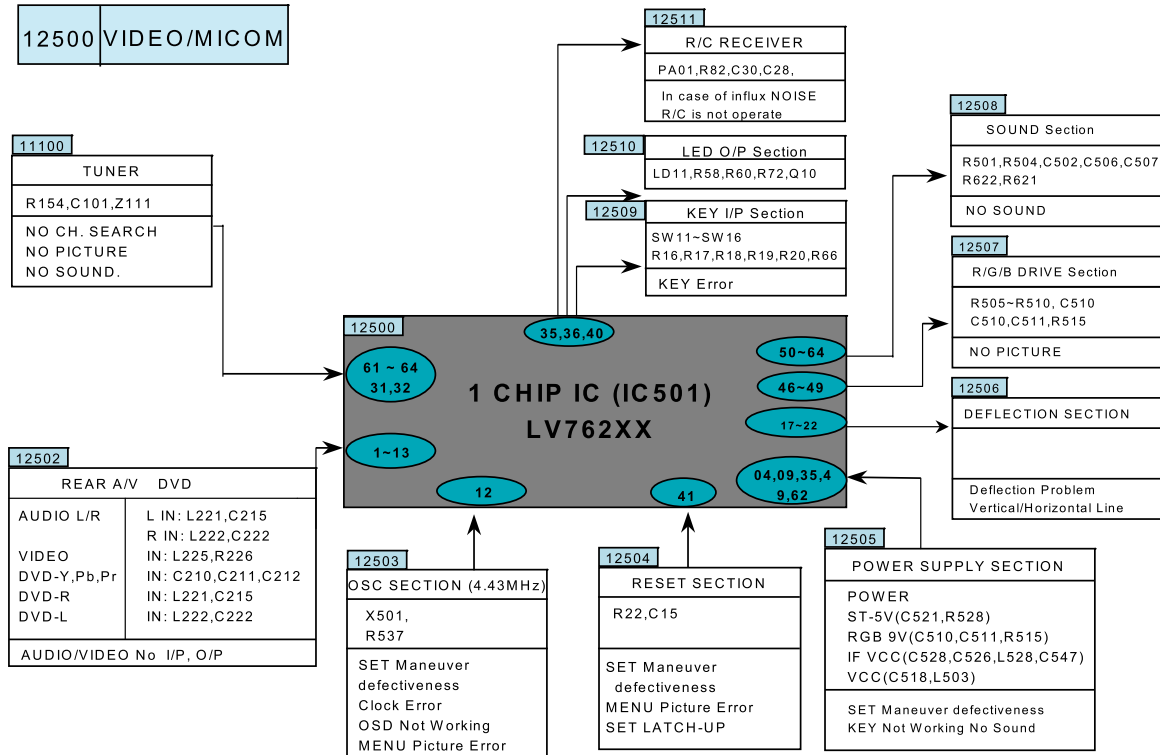 12500 VIDEO/MICOM
12511
R/C RECEIVER
PA01,R82,C30,C28,
In case of influx NOISE
R/C is not operate
12510
LED O/P Section
LD11,R58,R60,R72,Q10
12509
KEY I/P Section
SW11~SW16
R16,R17,R18,R19,R20,R66
KEY Error
12508
SOUND Section
R501,R504,C502,C506,C507
R622,R621
NO SOUND
12507
R/G/B DRIVE Section
R505~R510, C510
C510,C511,R515
NO PICTURE
12506
DEFLECTION SECTION
Deflection Problem
Vertical/Horizontal Line
11100
TUNER
R154,C101,Z111
NO CH. SEARCH
NO PICTURE
NO SOUND.
12500
35,36,40
61 ~ 64
31,32
1~13
12
41
50~64
46~49
17~22
04,09,35,4
9,62
1 CHIP IC (IC501)
LV762XX
12502
REAR A/V DVD
AUDIO L/R L IN: L221,C215
R IN: L222,C222
VIDEO IN: L225,R226
DVD-Y,Pb,Pr IN: C210,C211,C212
DVD-R IN: L221,C215
DVD-L IN: L222,C222
AUDIO/VIDEO No I/P, O/P
12503
OSC SECTION (4.43MHz)
X501,
R537
SET Maneuver
defectiveness
Clock Error
OSD Not Working
MENU Picture Error
12504
RESET SECTION
R22,C15
SET Maneuver
defectiveness
MENU Picture Error
SET LATCH-UP
12505
POWER SUPPLY SECTION
POWER
ST-5V(C521,R528)
RGB 9V(C510,C511,R515)
IF VCC(C528,C526,L528,C547)
VCC(C518,L503)
SET Maneuver defectiveness
KEY Not Working No Sound